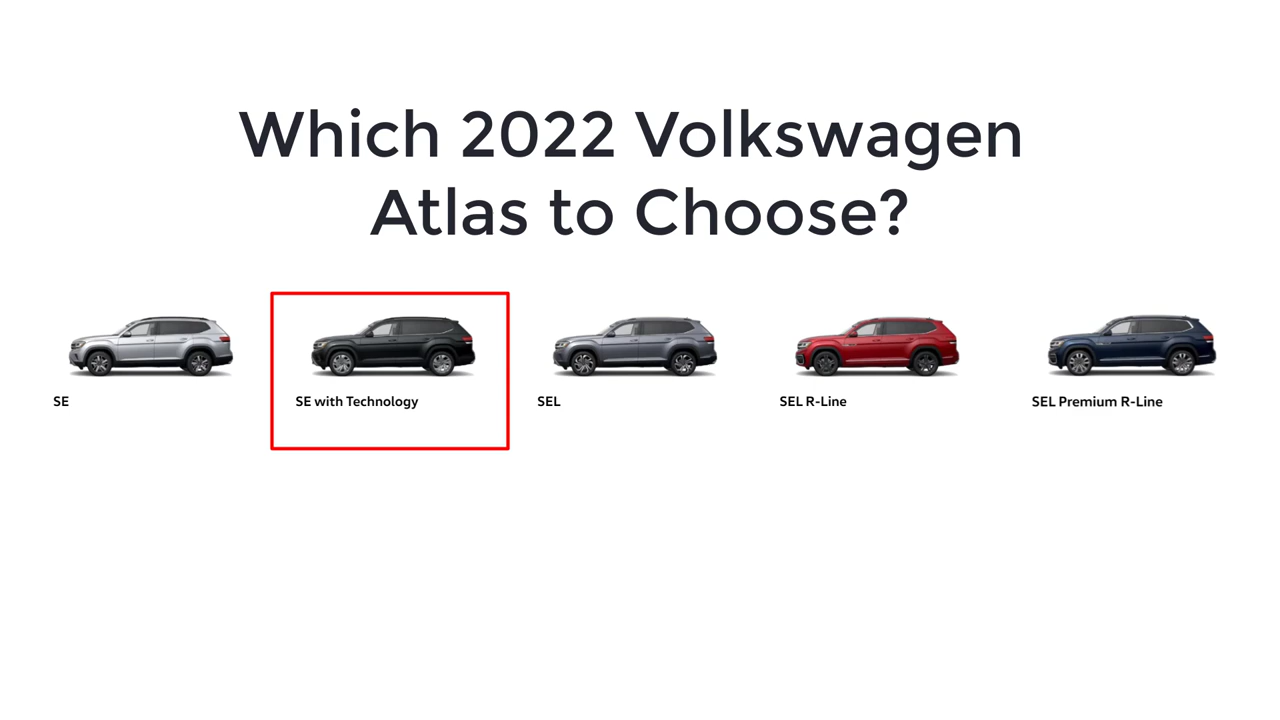 Which 2022 Volkswagen
Atlas to Choose?
SE
SE with Technology
SEL
SEL R-Line
SEL Premium R-Line